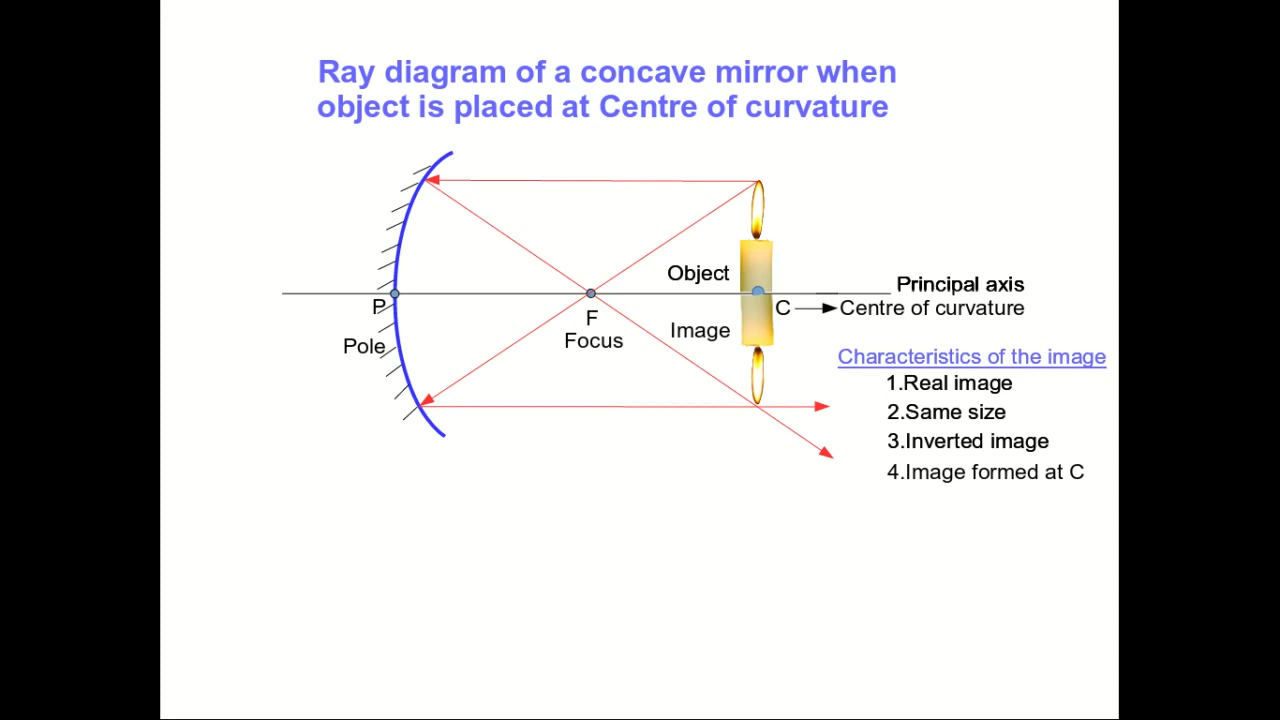 Ray diagram of a concave mirror when
object is placed at Centre of curvature
Object
Principal axis
P
C
Centre of curvature
F
Image
Focus
Pole
Characteristics of the image
1.Real image
2.Same size
3.Inverted image
4.Image formed at C